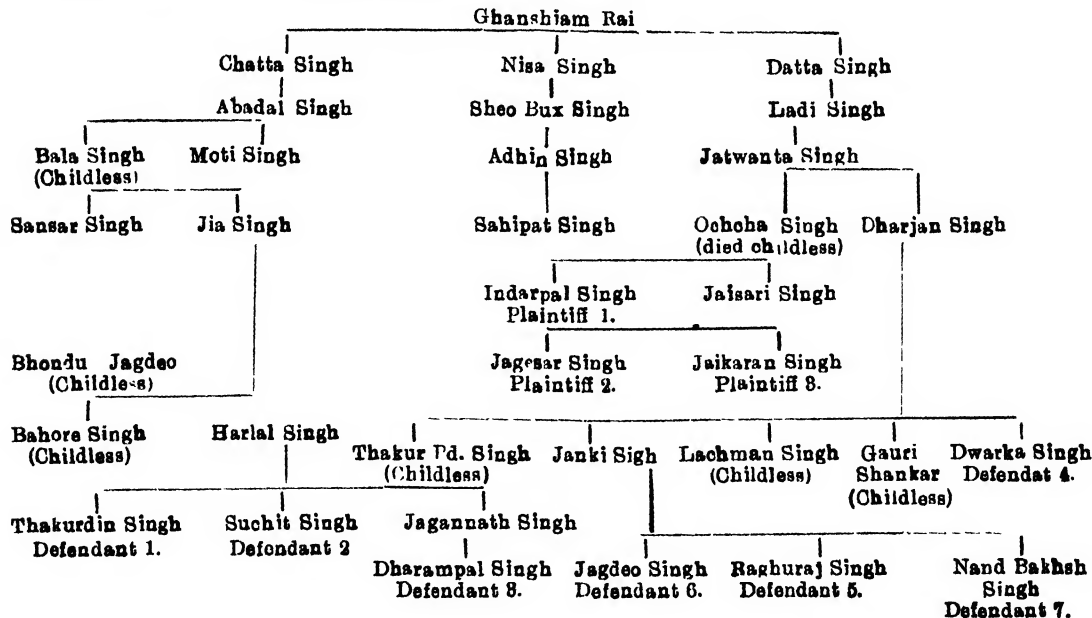 Ghanshiam Rai
Chatta Singh Nisa Singh Datta Singh
Abadal Singh Sheo Bux Singh Ladi Singh
Bala Singh Moti Singh Adhin Singh Jatwanta Singh
(Childless)
Sansar Singh Jia Singh Sahipat Singh Oohoha Singh Dharjan Singh
(died childless)
Indarpal Singh Jaisari Singh
Plaintiff 1.
Bhondu Jagdeo Jagesar Singh Jaikaran Singh
(Childless) Plaintiff 2. Plaintiff 3.
Bahore Singh Harlal Singh Thakur Pd. Singh Janki Sigh Lachman Singh Gauri Dwarka Singh
(Childless) (Childless) (Childless) Shankar Defendat 4.
(Childless)
Thakurdin Singh Suchit Singh Jagannath Singh
Defendant 1. Defendant 2
Dharampal Singh Jagdeo Singh Raghuraj Singh Nand Bakhsh
Defendant 3. Defendant 6. Defendant 5. Singh
Defendant 7.